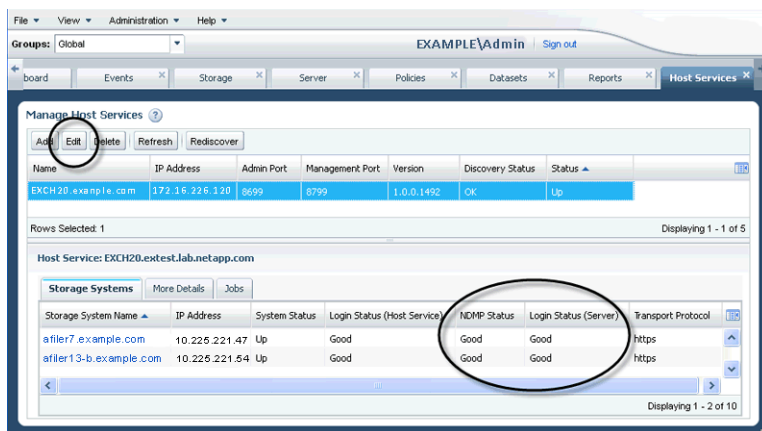 File View Administration Help
Groups: Global EXAMPLE\Admin Sign out
board Events Storage Server Policies Datasets Reports Host Services
Manage Host Services ?
Add Edit Delete Refresh Rediscover
Name IP Address Admin Port Management Port Version Discovery Status Status
EXCH20.example.com 172.16.226.120 8699 8799 1.0.0.1492 OK Up
Rows Selected: 1 Displaying 1 - 1 of 5
Host Service: EXCH20.extest.lab.netapp.com
Storage Systems More Details Jobs
Storage System Name IP Address System Status Login Status (Host Service) NDMP Status Login Status (Server) Transport Protocol
afiler7.example.com 10.225.221.47 Up Good Good Good https
afiler13-b.example.com 10.225.221.54 Up Good Good Good https
Displaying 1 - 2 of 10